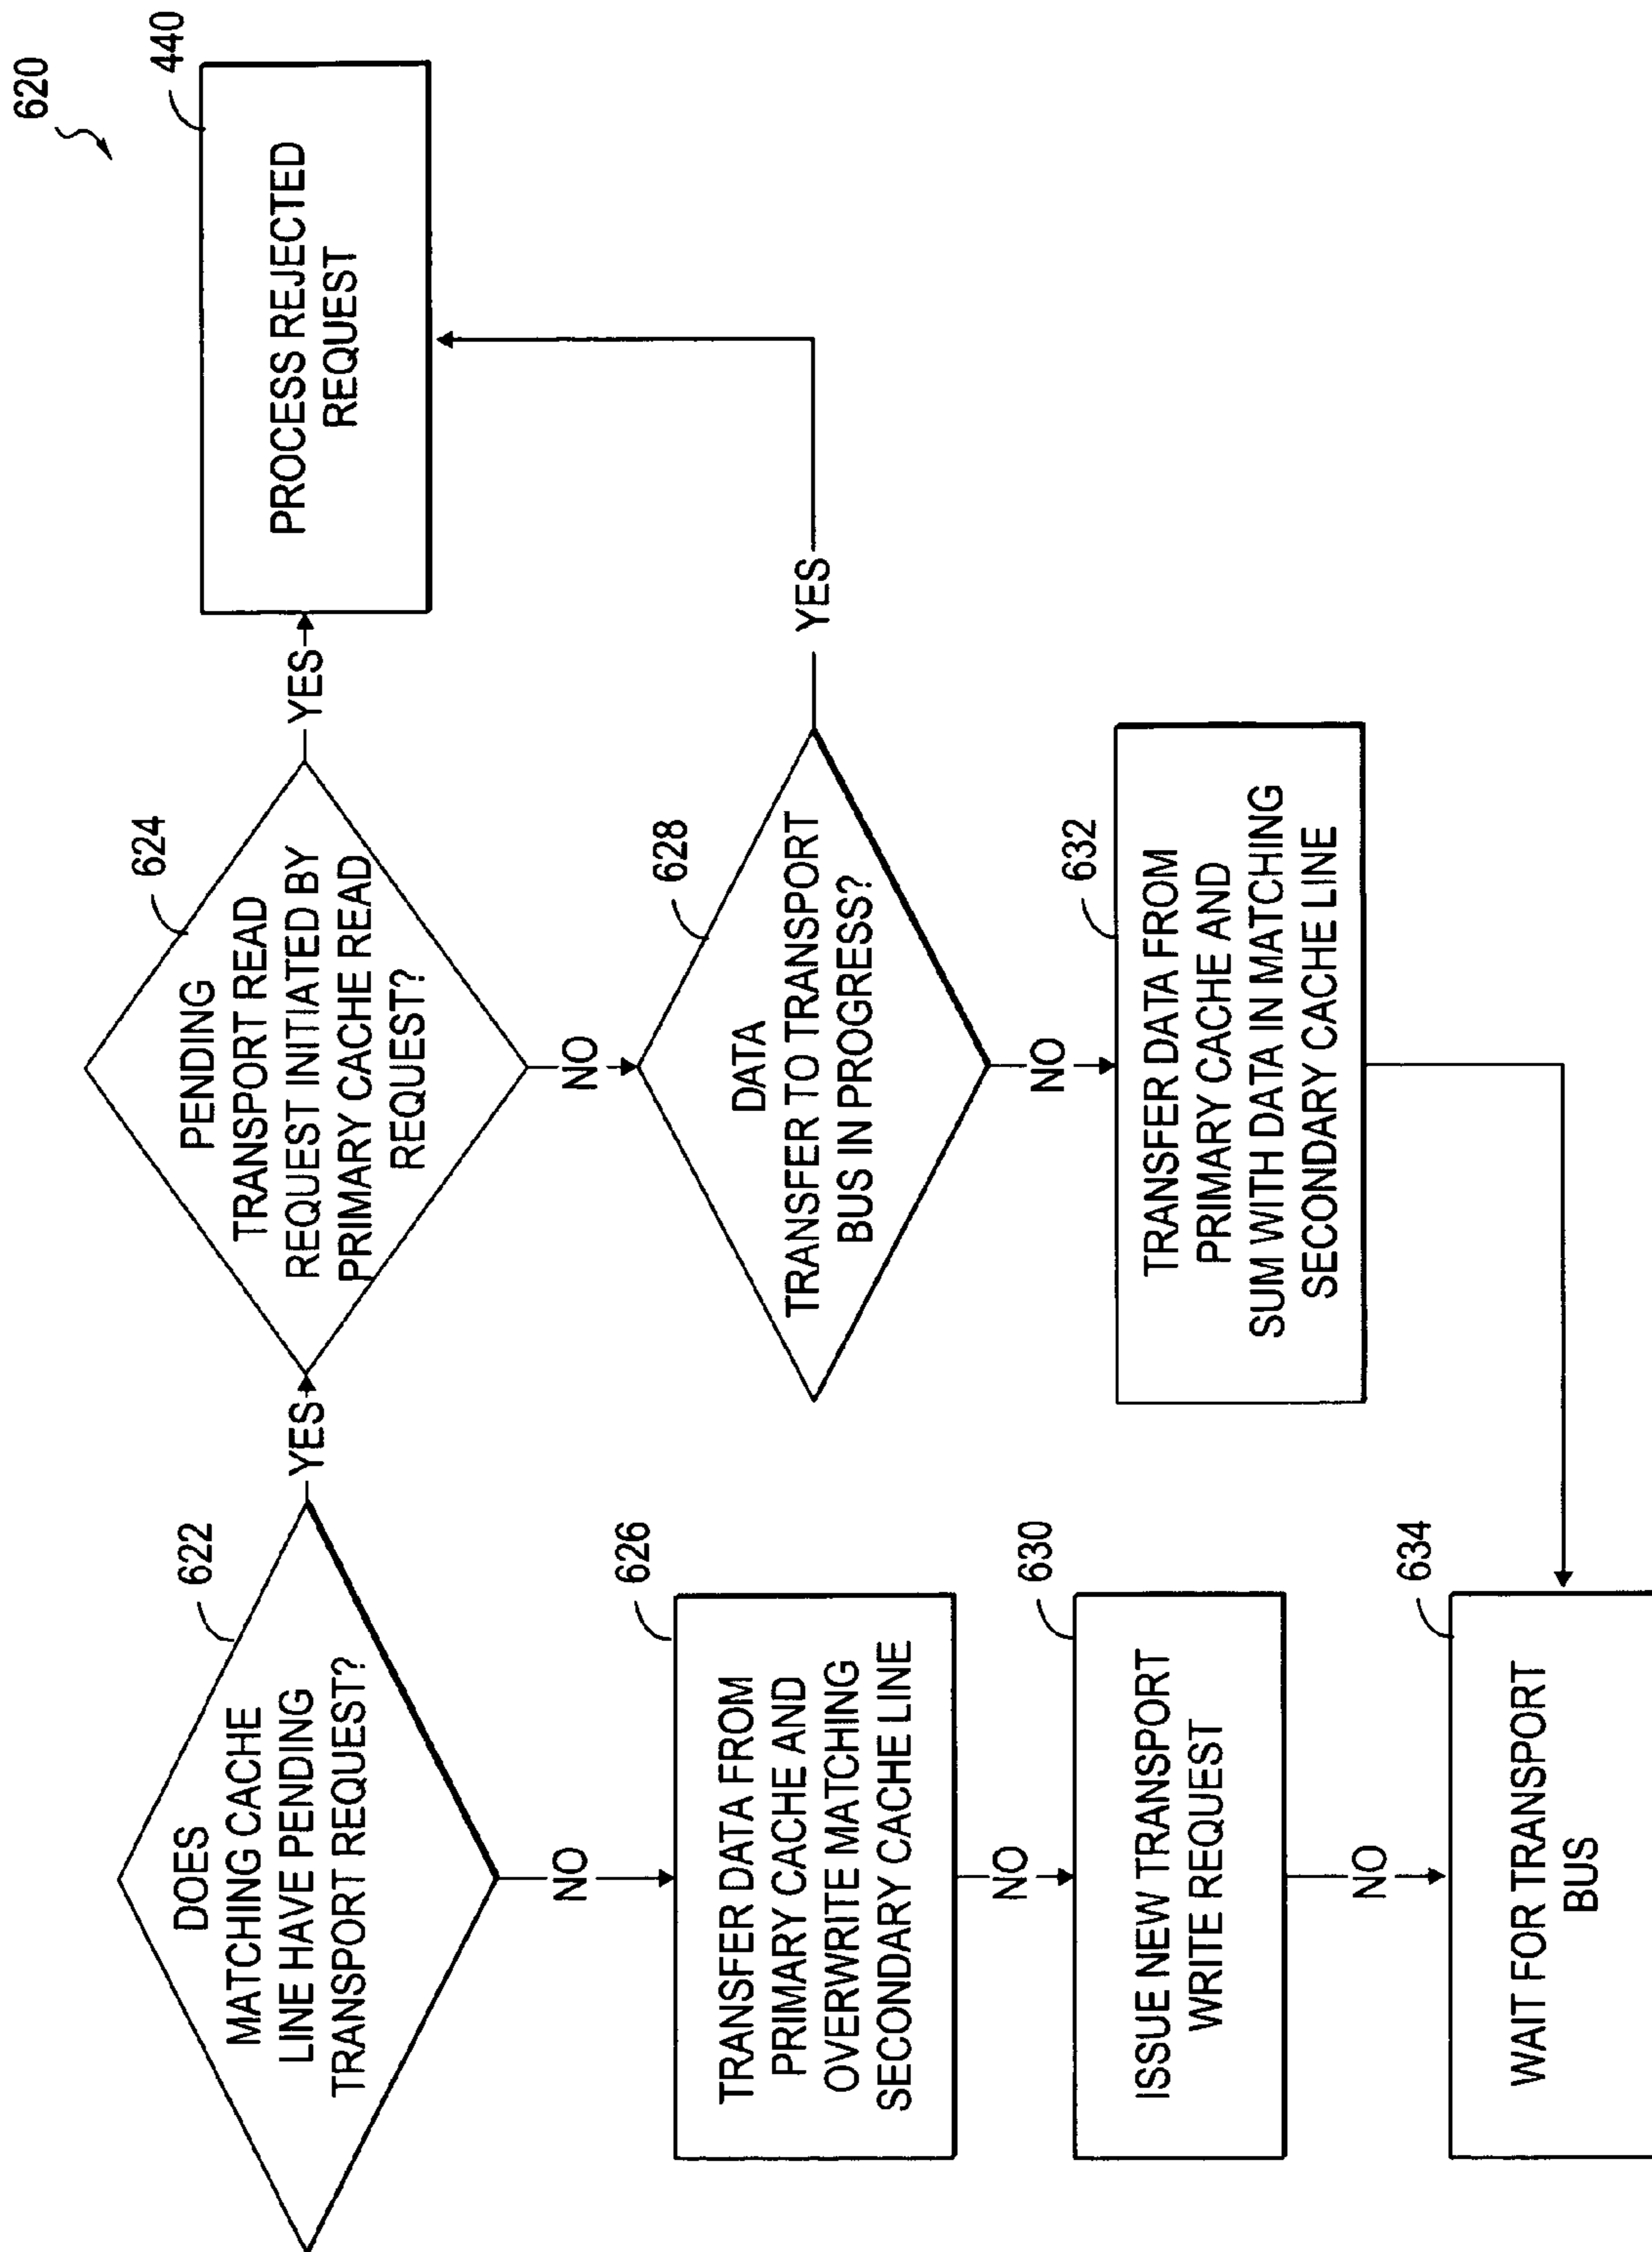 620
622
DOES
MATCHING CACHE
LINE HAVE PENDING
TRANSPORT REQUEST?
YES
624
PENDING
TRANSPORT READ
REQUEST INITIATED BY
PRIMARY CACHE READ
REQUEST?
YES
440
PROCESS REJECTED
REQUEST
NO
626
TRANSFER DATA FROM
PRIMARY CACHE AND
OVERWRITE MATCHING
SECONDARY CACHE LINE
NO
628
DATA
TRANSFER TO TRANSPORT
BUS IN PROGRESS?
YES
NO
630
ISSUE NEW TRANSPORT
WRITE REQUEST
NO
632
TRANSFER DATA FROM
PRIMARY CACHE AND
SUM WITH DATA IN MATCHING
SECONDARY CACHE LINE
NO
634
WAIT FOR TRANSPORT
BUS